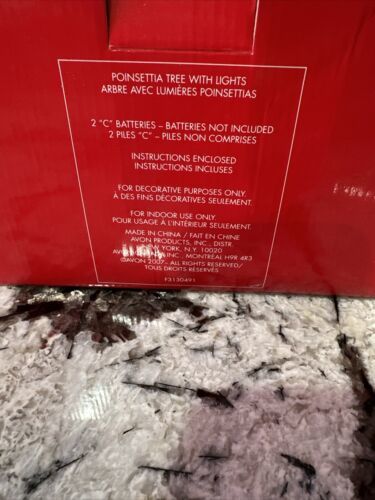 POINSETTIA TREE WITH LIGHTS
ARBRE AVEC LUMIÈRES POINSETTIAS
2 "C" BATTERIES – BATTERIES NOT INCLUDED
2 PILES "C" – PILES NON COMPRISES
INSTRUCTIONS ENCLOSED
INSTRUCTIONS INCLUSES
FOR DECORATIVE PURPOSES ONLY.
À DES FINS DÉCORATIVES SEULEMENT.
FOR INDOOR USE ONLY
POUR USAGE À L'INTÉRIEUR SEULEMENT.
MADE IN CHINA / FAIT EN CHINE
AVON PRODUCTS, INC., DISTR.
YORK, N.Y. 10020
INC. MONTRÉAL H9R 4R3
©AVON 2007 - ALL RIGHTS RESERVED/
TOUS DROITS RÉSERVÉS
F3130491